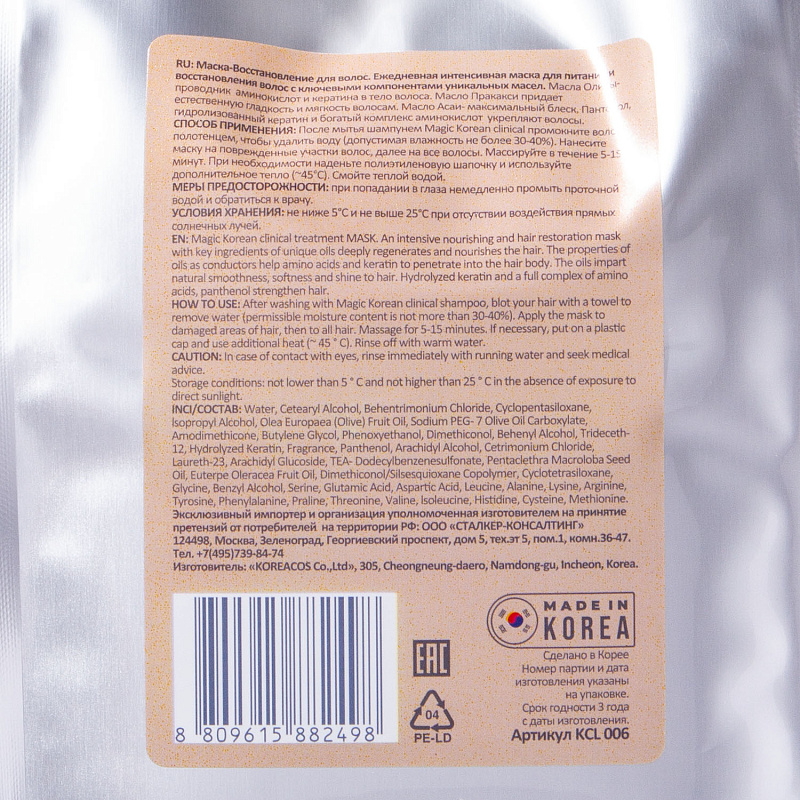 RU: Маска-Восстановление для волос. Ежедневная интенсивная маска для питания и
восстановления волос с ключевыми компонентами уникальных масел. Масла
проводник аминокислот и кератина в тело волоса. Масло Пракакси придает
естественную гладкость и мягкость волосам. Масло Асаи- максимальный блеск.
гидролизованный кератин и богатый комплекс аминокислот укрепляют волосы.
СПОСОБ ПРИМЕНЕНИЯ: После мытья шампунем Magic Korean clinical промокните
полотенцем, чтобы удалить воду (допустимая влажность не более 30-40%). Нанесите
маску на поврежденные участки волос, далее на все волосы. Массируйте в течение 5-15
минут. При необходимости наденьте полиэтиленовую шапочку и используйте
дополнительное тепло (~45°C). Смойте теплой водой.
МЕРЫ ПРЕДОСТОРОЖНОСТИ: при попадании в глаза немедленно промыть проточной
водой и обратиться к врачу.
УСЛОВИЯ ХРАНЕНИЯ: не ниже 5°C и не выше 25°C при отсутствии воздействия прямых
солнечных лучей.
EN: Magic Korean clinical treatment MASK. An intensive nourishing and hair restoration mask
with key ingredients of unique oils deeply regenerates and nourishes the hair. The properties of
oils as conductors help amino acids and keratin to penetrate into the hair body. The oils impart
natural smoothness, softness and shine to hair. Hydrolyzed keratin and a full complex of amino
acids, panthenol strengthen hair.
HOW TO USE: After washing with Magic Korean clinical shampoo, blot your hair with a towel to
remove water (permissible moisture content is not more than 30-40%). Apply the mask to
damaged areas of hair, then to all hair. Massage for 5-15 minutes. If necessary, put on a plastic
cap and use additional heat (~ 45 ° C). Rinse off with warm water.
CAUTION: In case of contact with eyes, rinse immediately with running water and seek medical
advice.
Storage conditions: not lower than 5 ° C and not higher than 25 ° C in the absence of exposure to
direct sunlight.
INCI/СОСТАВ: Water, Cetearyl Alcohol, Behentrimonium Chloride, Cyclopentasiloxane,
Isopropyl Alcohol, Olea Europaea (Olive) Fruit Oil, Sodium PEG- 7 Olive Oil Carboxylate,
Amodimethicone, Butylene Glycol, Phenoxyethanol, Dimethiconol, Behenyl Alcohol, Trideceth-
12, Hydrolyzed Keratin, Fragrance, Panthenol, Arachidyl Alcohol, Cetrimonium Chloride,
Laureth-23, Arachidyl Glucoside, TEA- Dodecylbenzenesulfonate, Pentaclethra Macroloba Seed
Oil, Euterpe Oleracea Fruit Oil, Dimethiconol/Silsesquioxane Copolymer, Cyclotetrasiloxane,
Glycine, Benzyl Alcohol, Serine, Glutamic Acid, Aspartic Acid, Leucine, Alanine, Lysine, Arginine,
Tyrosine, Phenylalanine, Praline, Threonine, Valine, Isoleucine, Histidine, Cysteine, Methionine.
Эксклюзивный импортер и организация уполномоченная изготовителем на принятие
претензий от потребителей на территории РФ: ООО «СТАЛКЕР-КОНСАЛТИНГ»
124498, Москва, Зеленоград, Георгиевский проспект, дом 5, тех.эт 5, пом.1, комн.36-47.
Тел. +7(495)739-84-74
Изготовитель: «KOREACOS Co.,Ltd», 305, Cheongneung-daero, Namdong-gu, Incheon, Korea.
MADE IN
KOREA
Сделано в Корее
Номер партии и дата
изготовления указаны
на упаковке.
Срок годности 3 года
с даты изготовления.
Артикул KCL 006
EAC
04
PE-LD
8 809615 882498